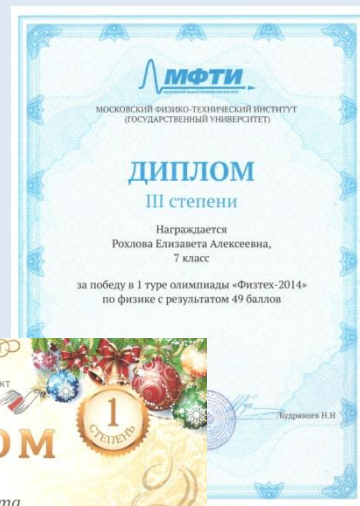 МФТИ
МОСКОВСКИЙ ФИЗИКО-ТЕХНИЧЕСКИЙ ИНСТИТУТ
(ГОСУДАРСТВЕННЫЙ УНИВЕРСИТЕТ)
ДИПЛОМ
III степени
Награждается
Рохлова Елизавета Алексеевна,
7 класс
за победу в 1 туре олимпиады «Физтех-2014»
по физике с результатом 49 баллов
Кудрявцев Н.Н
1
СТЕПЕНЬ
ОМ